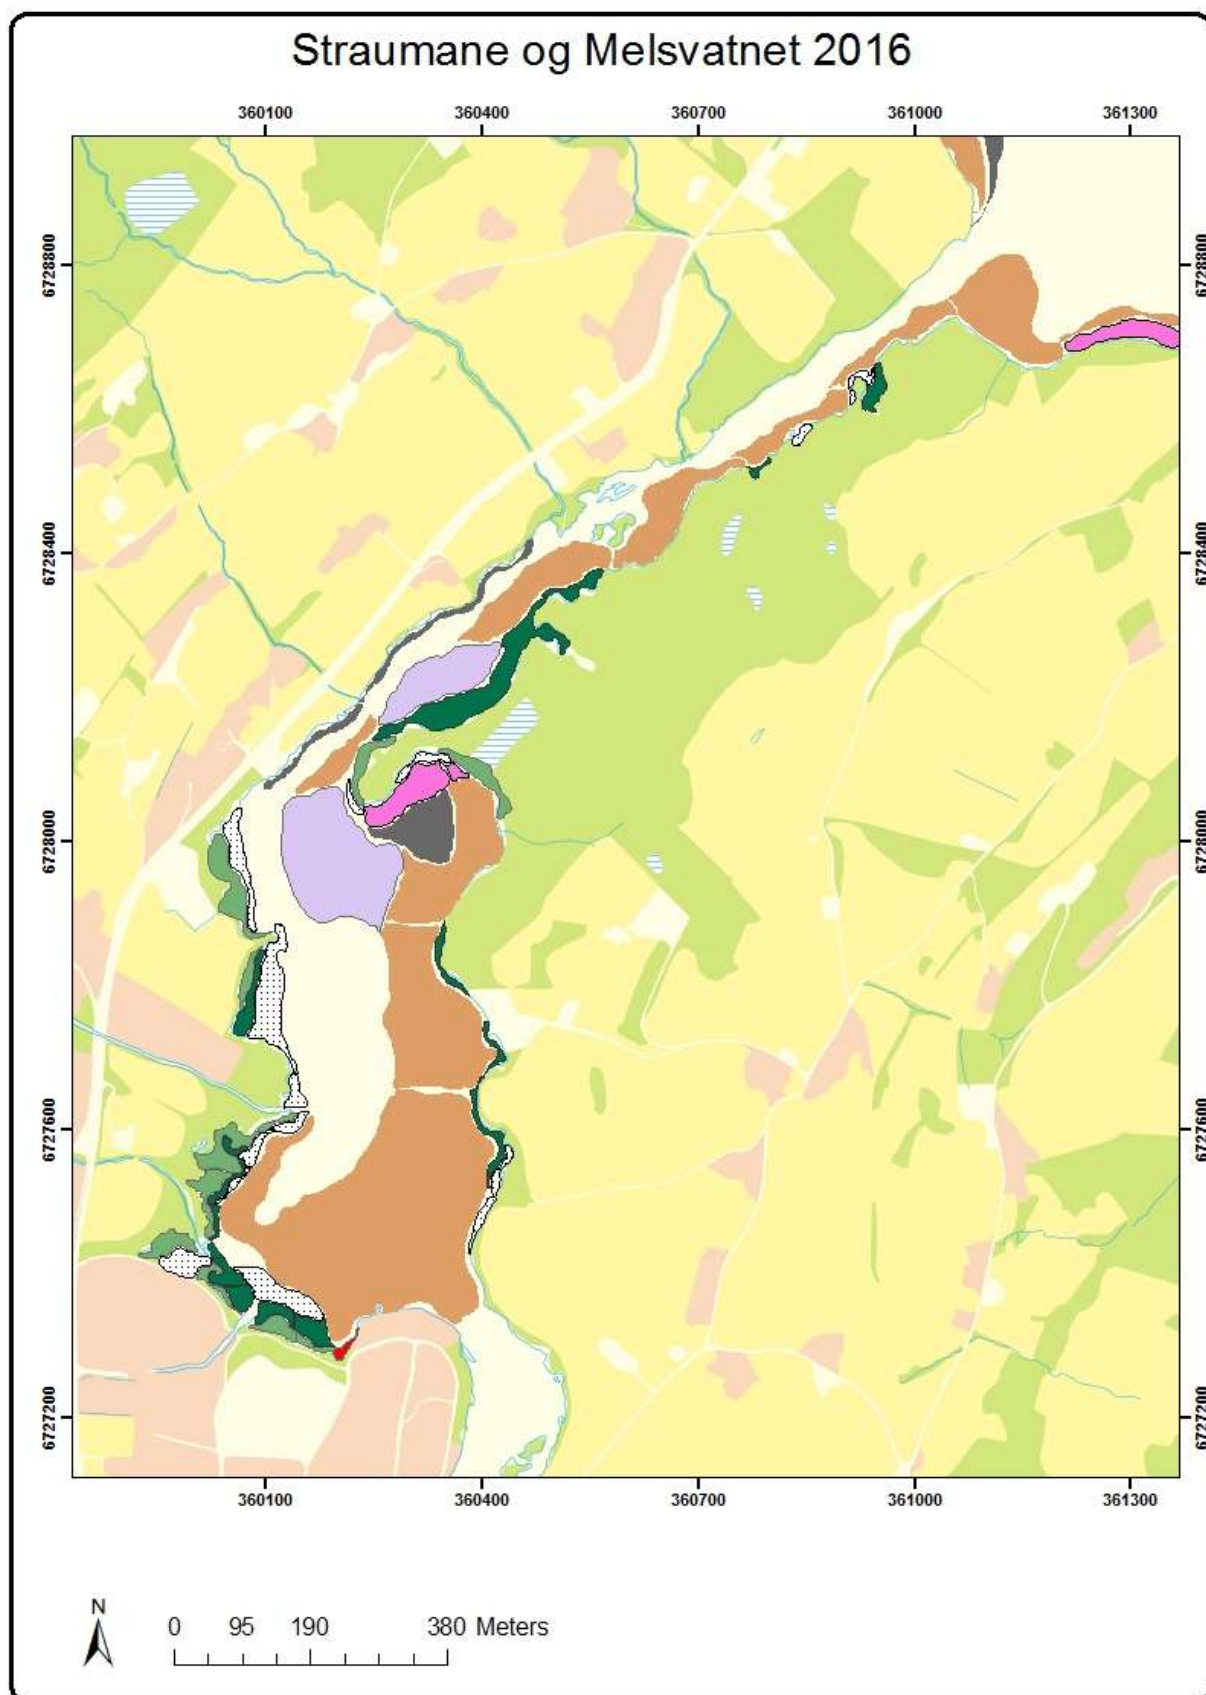 Straumane og Melsvatnet 2016
360100 360400 360700 361000 361300
6728800 6728800
6728400 6728400
6728000 6728000
6727600 6727600
6727200 6727200
360100 360400 360700 361000 361300
N
0 95 190 380 Meters